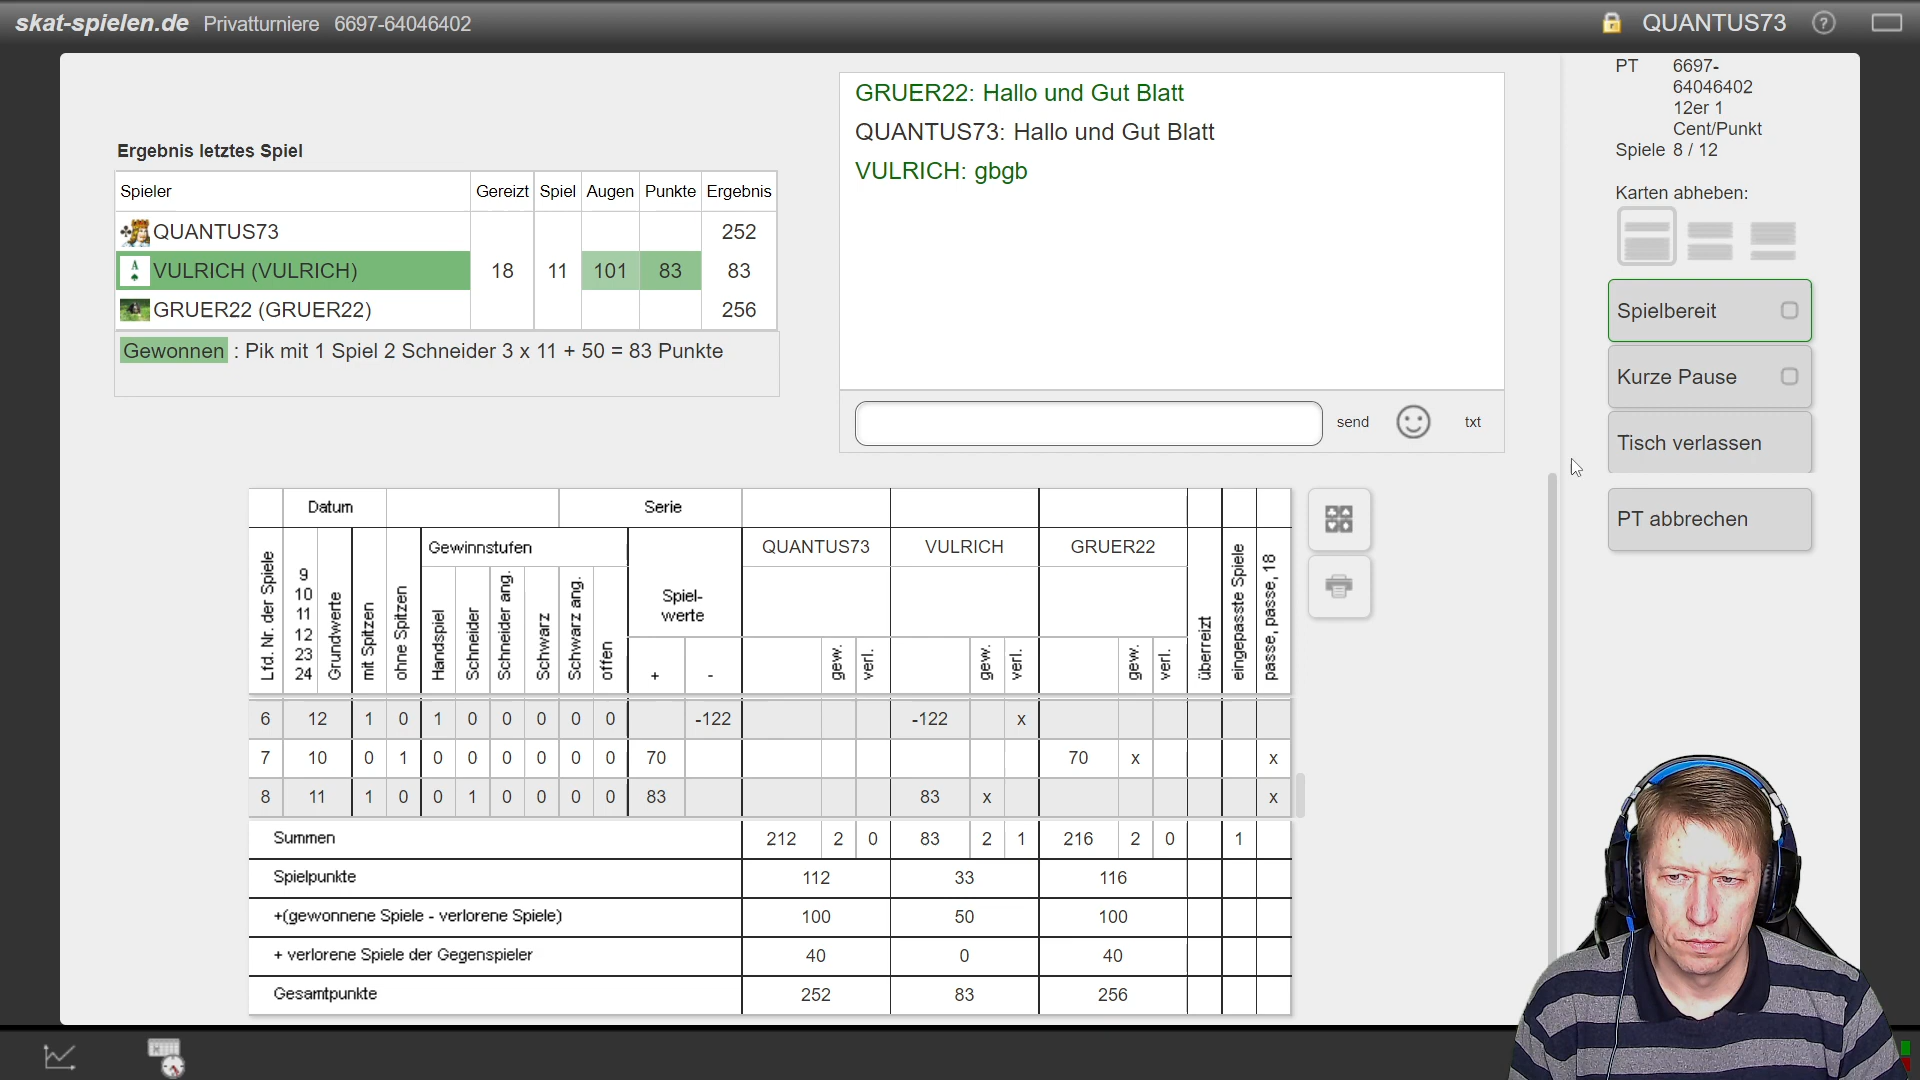 skat-spielen.de Privatturniere 6697-64046402
QUANTUS73 ?
Ergebnis letztes Spiel
Spieler Gereizt Spiel Augen Punkte Ergebnis
QUANTUS73 252
VULRICH (VULRICH) 18 11 101 83 83
GRUER22 (GRUER22) 256
Gewonnen : Pik mit 1 Spiel 2 Schneider 3 x 11 + 50 = 83 Punkte
GRUER22: Hallo und Gut Blatt
QUANTUS73: Hallo und Gut Blatt
VULRICH: gbgb
send txt
PT 6697-
64046402
12er 1
Cent/Punkt
Spiele 8 / 12
Karten abheben:
Spielbereit
Kurze Pause
Tisch verlassen
PT abbrechen
Datum Serie
Lfd. Nr. der Spiele
9
10
11
12
23
24
Grundwerte
mit Spitzen
ohne Spitzen
Gewinnstufen
Handspiel
Schneider
Schneider ang.
Schwarz
Schwarz ang.
offen
Spiel-
werte
+ -
QUANTUS73 VULRICH GRUER22
gew. verl. gew. verl. gew. verl.
überreizt
eingepasste Spiele
passe, passe, 18
6 12 1 0 1 0 0 0 0 0 -122 -122 x
7 10 0 1 0 0 0 0 0 0 70 70 x x
8 11 1 0 0 1 0 0 0 0 83 83 x x
Summen 212 2 0 83 2 1 216 2 0 1
Spielpunkte 112 33 116
+(gewonnene Spiele - verlorene Spiele) 100 50 100
+ verlorene Spiele der Gegenspieler 40 0 40
Gesamtpunkte 252 83 256